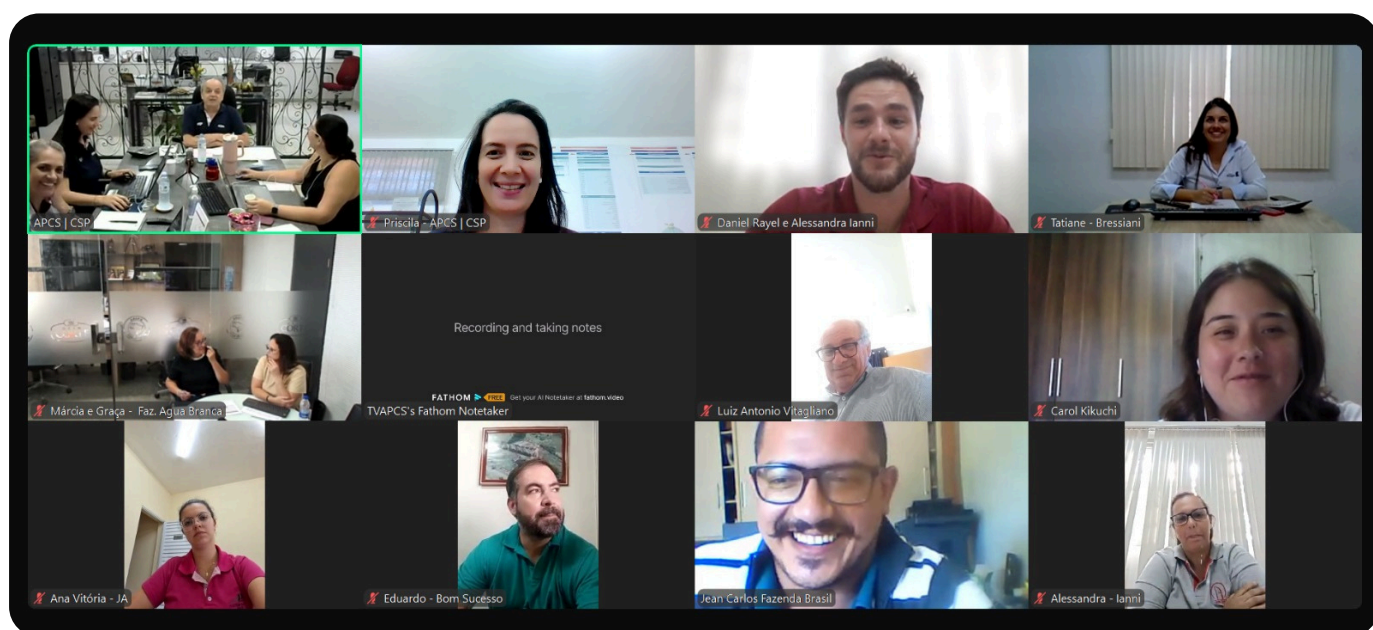 APCS | CSP
Priscila - APCS | CSP
Daniel Rayel e Alessandra Ianni
Tatiane - Bressiani
Márcia e Graça - Faz. Agua Branca
Recording and taking notes
FATHOM FREE Get your AI Notetaker at fathom.video
TVAPCS's Fathom Notetaker
Luiz Antonio Vitagliano
Carol Kikuchi
Ana Vitória - JA
Eduardo - Bom Sucesso
Jean Carlos Fazenda Brasil
Alessandra - Ianni